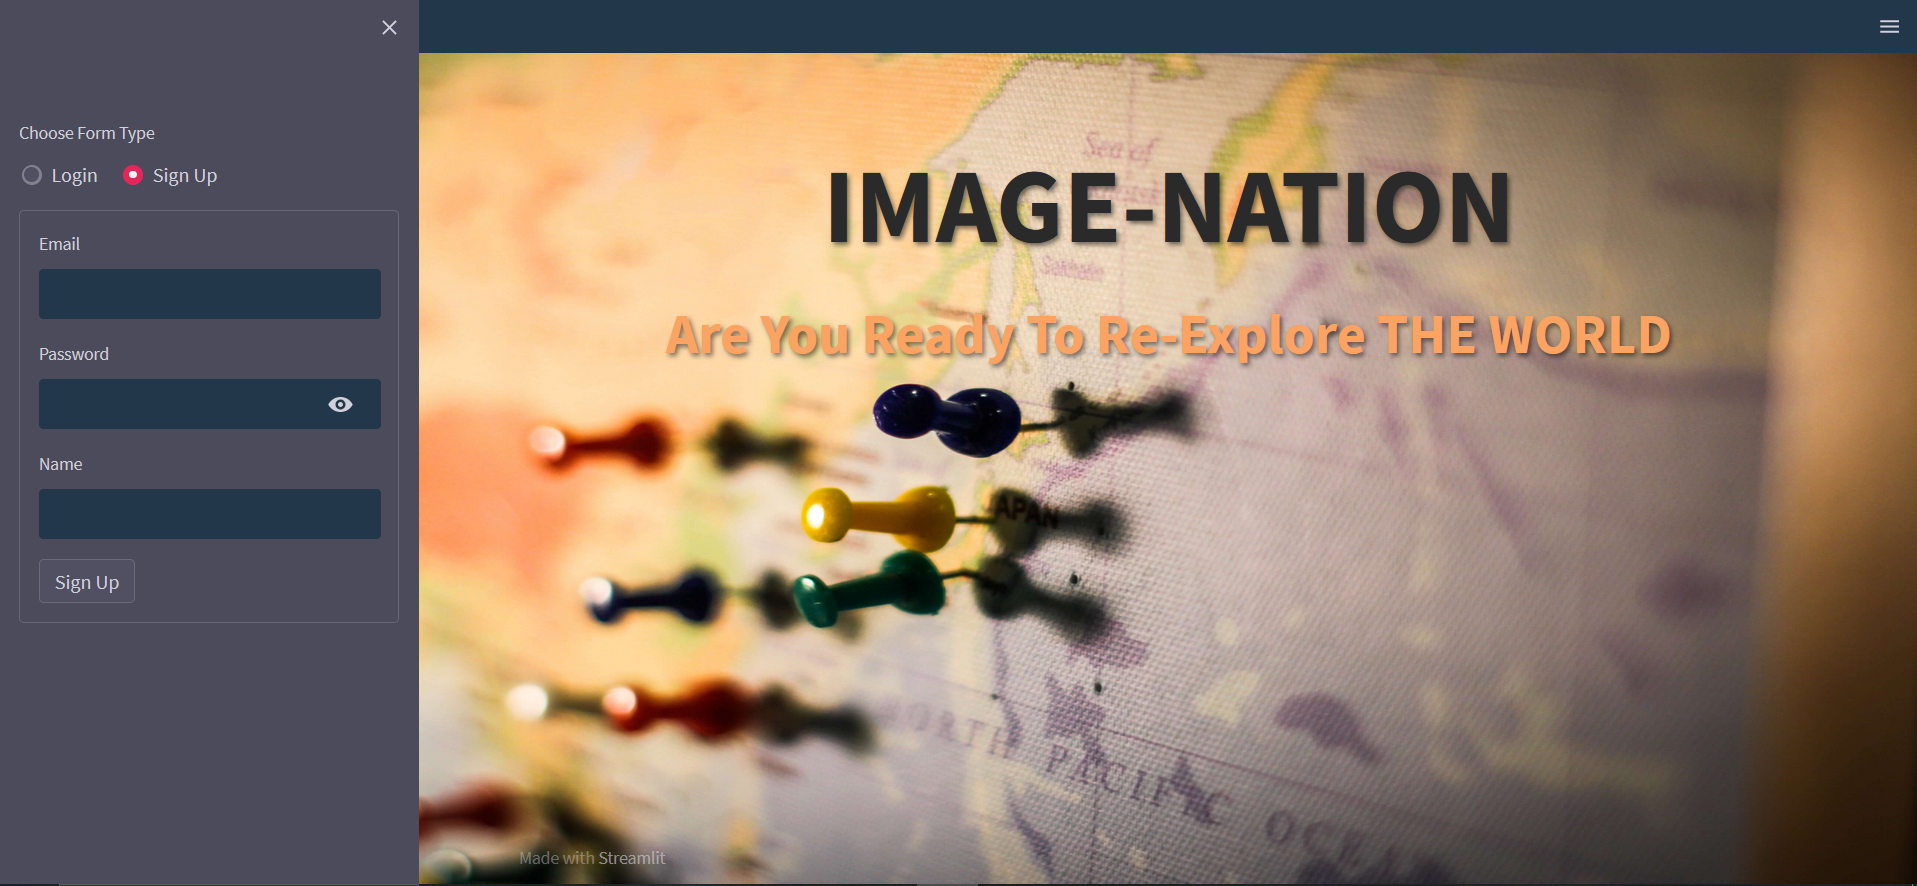 Choose Form Type
Login
Sign Up
Email
Password
Name
Sign Up
IMAGE-NATION
Are You Ready To Re-Explore THE WORLD
Sea of
APAN
NORTH PACIFIC OCEAN
Made with Streamlit